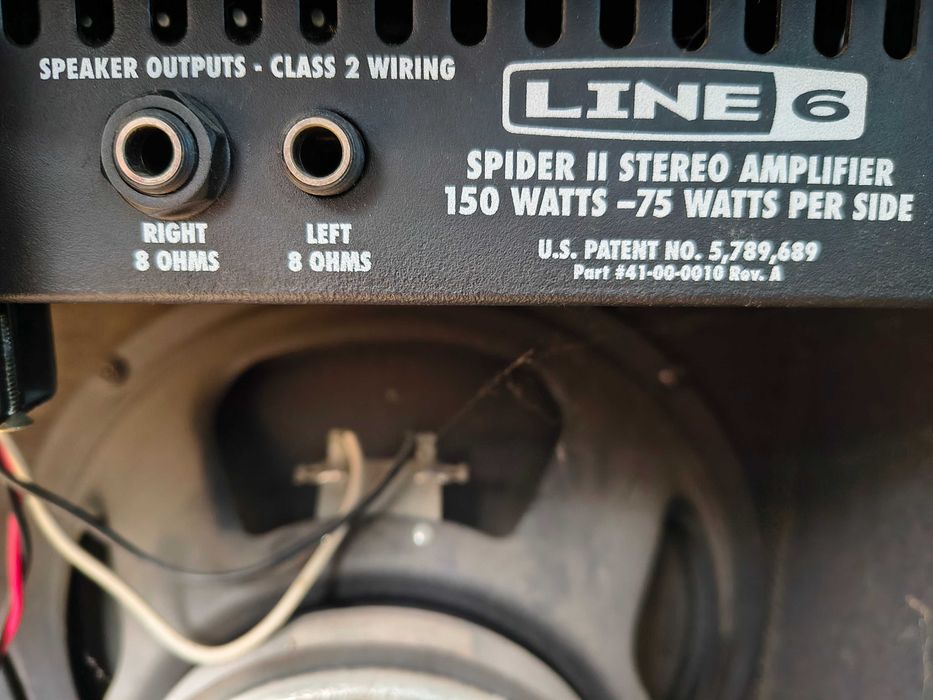 SPEAKER OUTPUTS - CLASS 2 WIRING
RIGHT
8 OHMS
LEFT
8 OHMS
LINE 6
SPIDER II STEREO AMPLIFIER
150 WATTS –75 WATTS PER SIDE
U.S. PATENT NO. 5,789,689
Part #41-00-0010 Rev. A